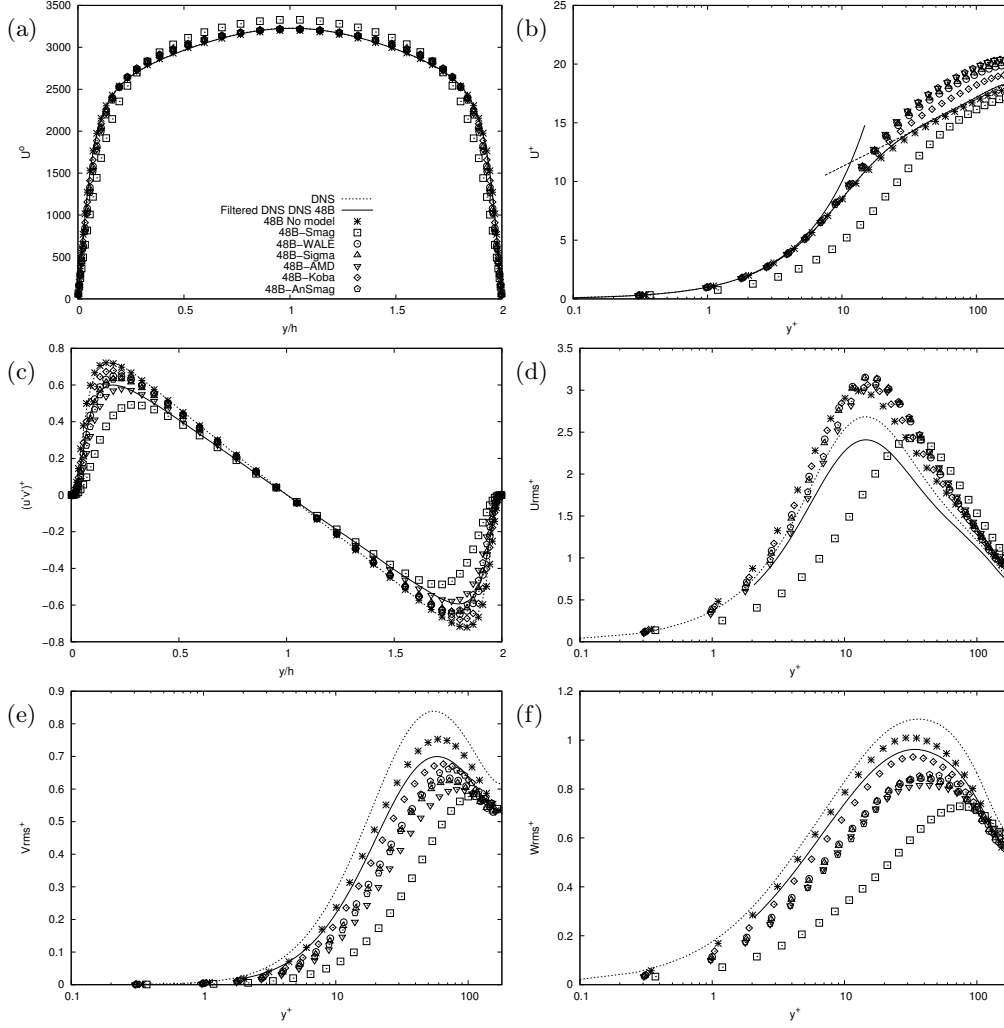 (a)
3500
3000
2500
2000
1500
1000
500
0
0
0.5
1
1.5
2
U°
y/h
DNS
Filtered DNS DNS 48B
48B No model
48B−Smag
48B−WALE
48B−Sigma
48B−AMD
48B−Koba
48B−AnSmag
(b)
25
20
15
10
5
0
0.1
1
10
100
U+
y+
(c)
0.8
0.6
0.4
0.2
0
−0.2
−0.4
−0.6
−0.8
0
0.5
1
1.5
2
⟨u'v'⟩+
y/h
(d)
3.5
3
2.5
2
1.5
1
0.5
0
0.1
1
10
100
Urms+
y+
(e)
0.9
0.8
0.7
0.6
0.5
0.4
0.3
0.2
0.1
0
0.1
1
10
100
Vrms+
y+
(f)
1.2
1
0.8
0.6
0.4
0.2
0
0.1
1
10
100
Wrms+
y+